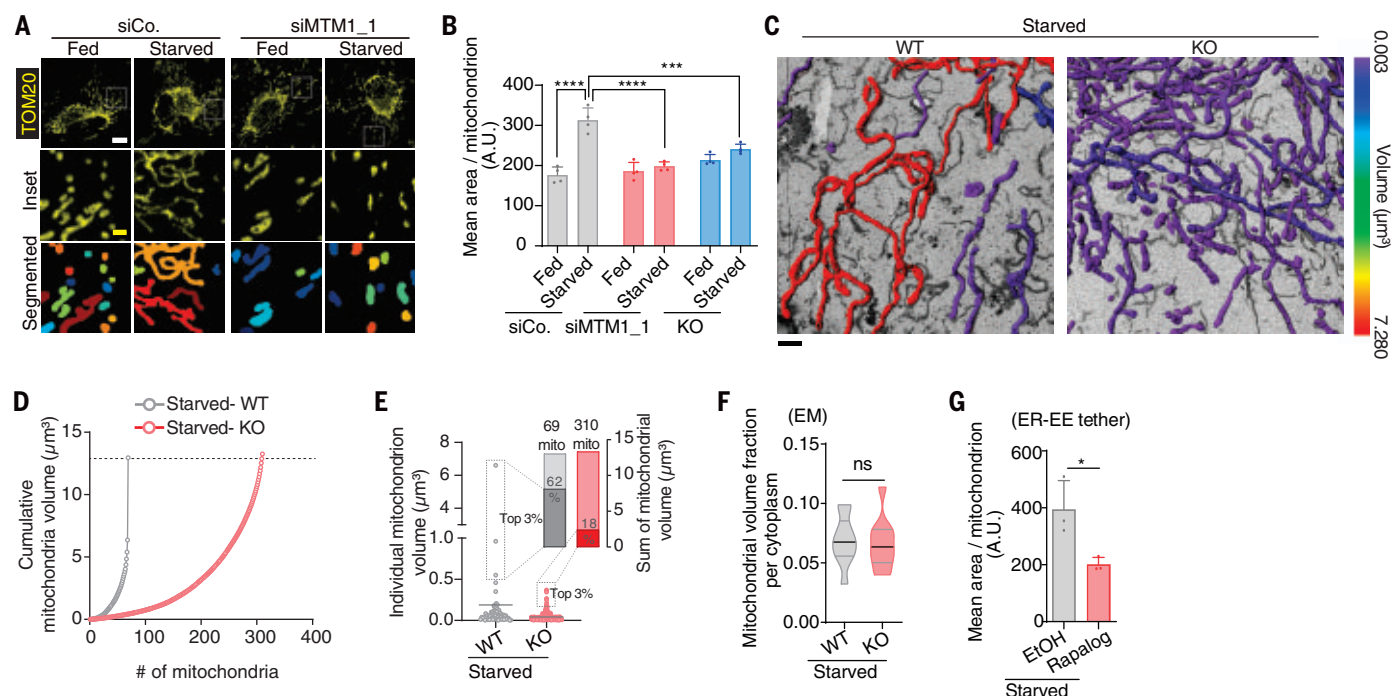 A
siCo. siMTM1_1
Fed Starved Fed Starved
TOM20
Inset
Segmented
B
Mean area / mitochondrion
(A.U.)
400
300
200
100
0
**** **** ***
Fed Starved Fed Starved Fed Starved
siCo. siMTM1_1 KO
C
Starved
WT KO
0.003
Volume (µm³)
7.280
D
Starved- WT
Starved- KO
Cumulative
mitochondria volume (µm³)
15
10
5
0
0 100 200 300 400
# of mitochondria
E
Individual mitochondrion
volume (µm³)
8
6
4
2
1.0
0.5
0.0
69 310
mito mito
62
%
18
%
Top 3%
Top 3%
15
10
5
0
Sum of mitochondrial
volume (µm³)
WT KO
Starved
F
(EM)
Mitochondrial volume fraction
per cytoplasm
0.15
0.10
0.05
0.00
ns
WT KO
Starved
G
(ER-EE tether)
Mean area / mitochondrion
(A.U.)
600
400
200
0
*
EtOH Rapalog
Starved